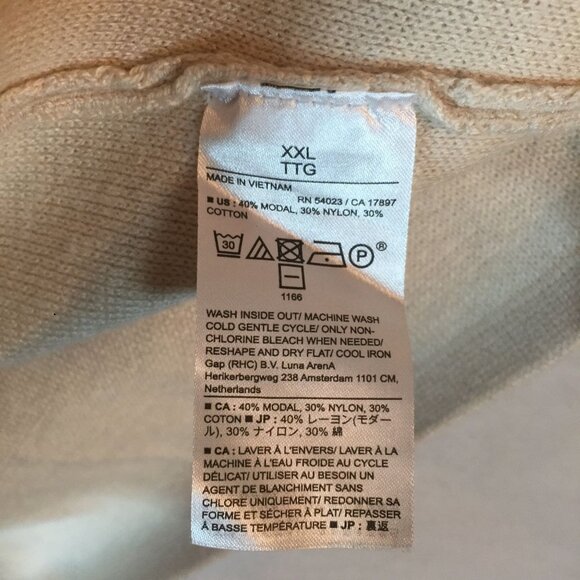 XXL
TTG
MADE IN VIETNAM RN 54023 / CA 17897
■ US : 40% MODAL, 30% NYLON, 30%
COTTON
30 P ®
1166
WASH INSIDE OUT/ MACHINE WASH
COLD GENTLE CYCLE/ ONLY NON-
CHLORINE BLEACH WHEN NEEDED/
RESHAPE AND DRY FLAT/ COOL IRON
Gap (RHC) B.V. Luna ArenA
Herikerbergweg 238 Amsterdam 1101 CM,
Netherlands
■ CA : 40% MODAL, 30% NYLON, 30%
COTON ■ JP : 40% レーヨン(モダー
ル), 30% ナイロン, 30% 綿
■ CA : LAVER À L'ENVERS/ LAVER À LA
MACHINE À L'EAU FROIDE AU CYCLE
DÉLICAT/ UTILISER AU BESOIN UN
AGENT DE BLANCHIMENT SANS
CHLORE UNIQUEMENT/ REDONNER SA
FORME ET SÉCHER À PLAT/ REPASSER
À BASSE TEMPÉRATURE ■ JP : 裏返